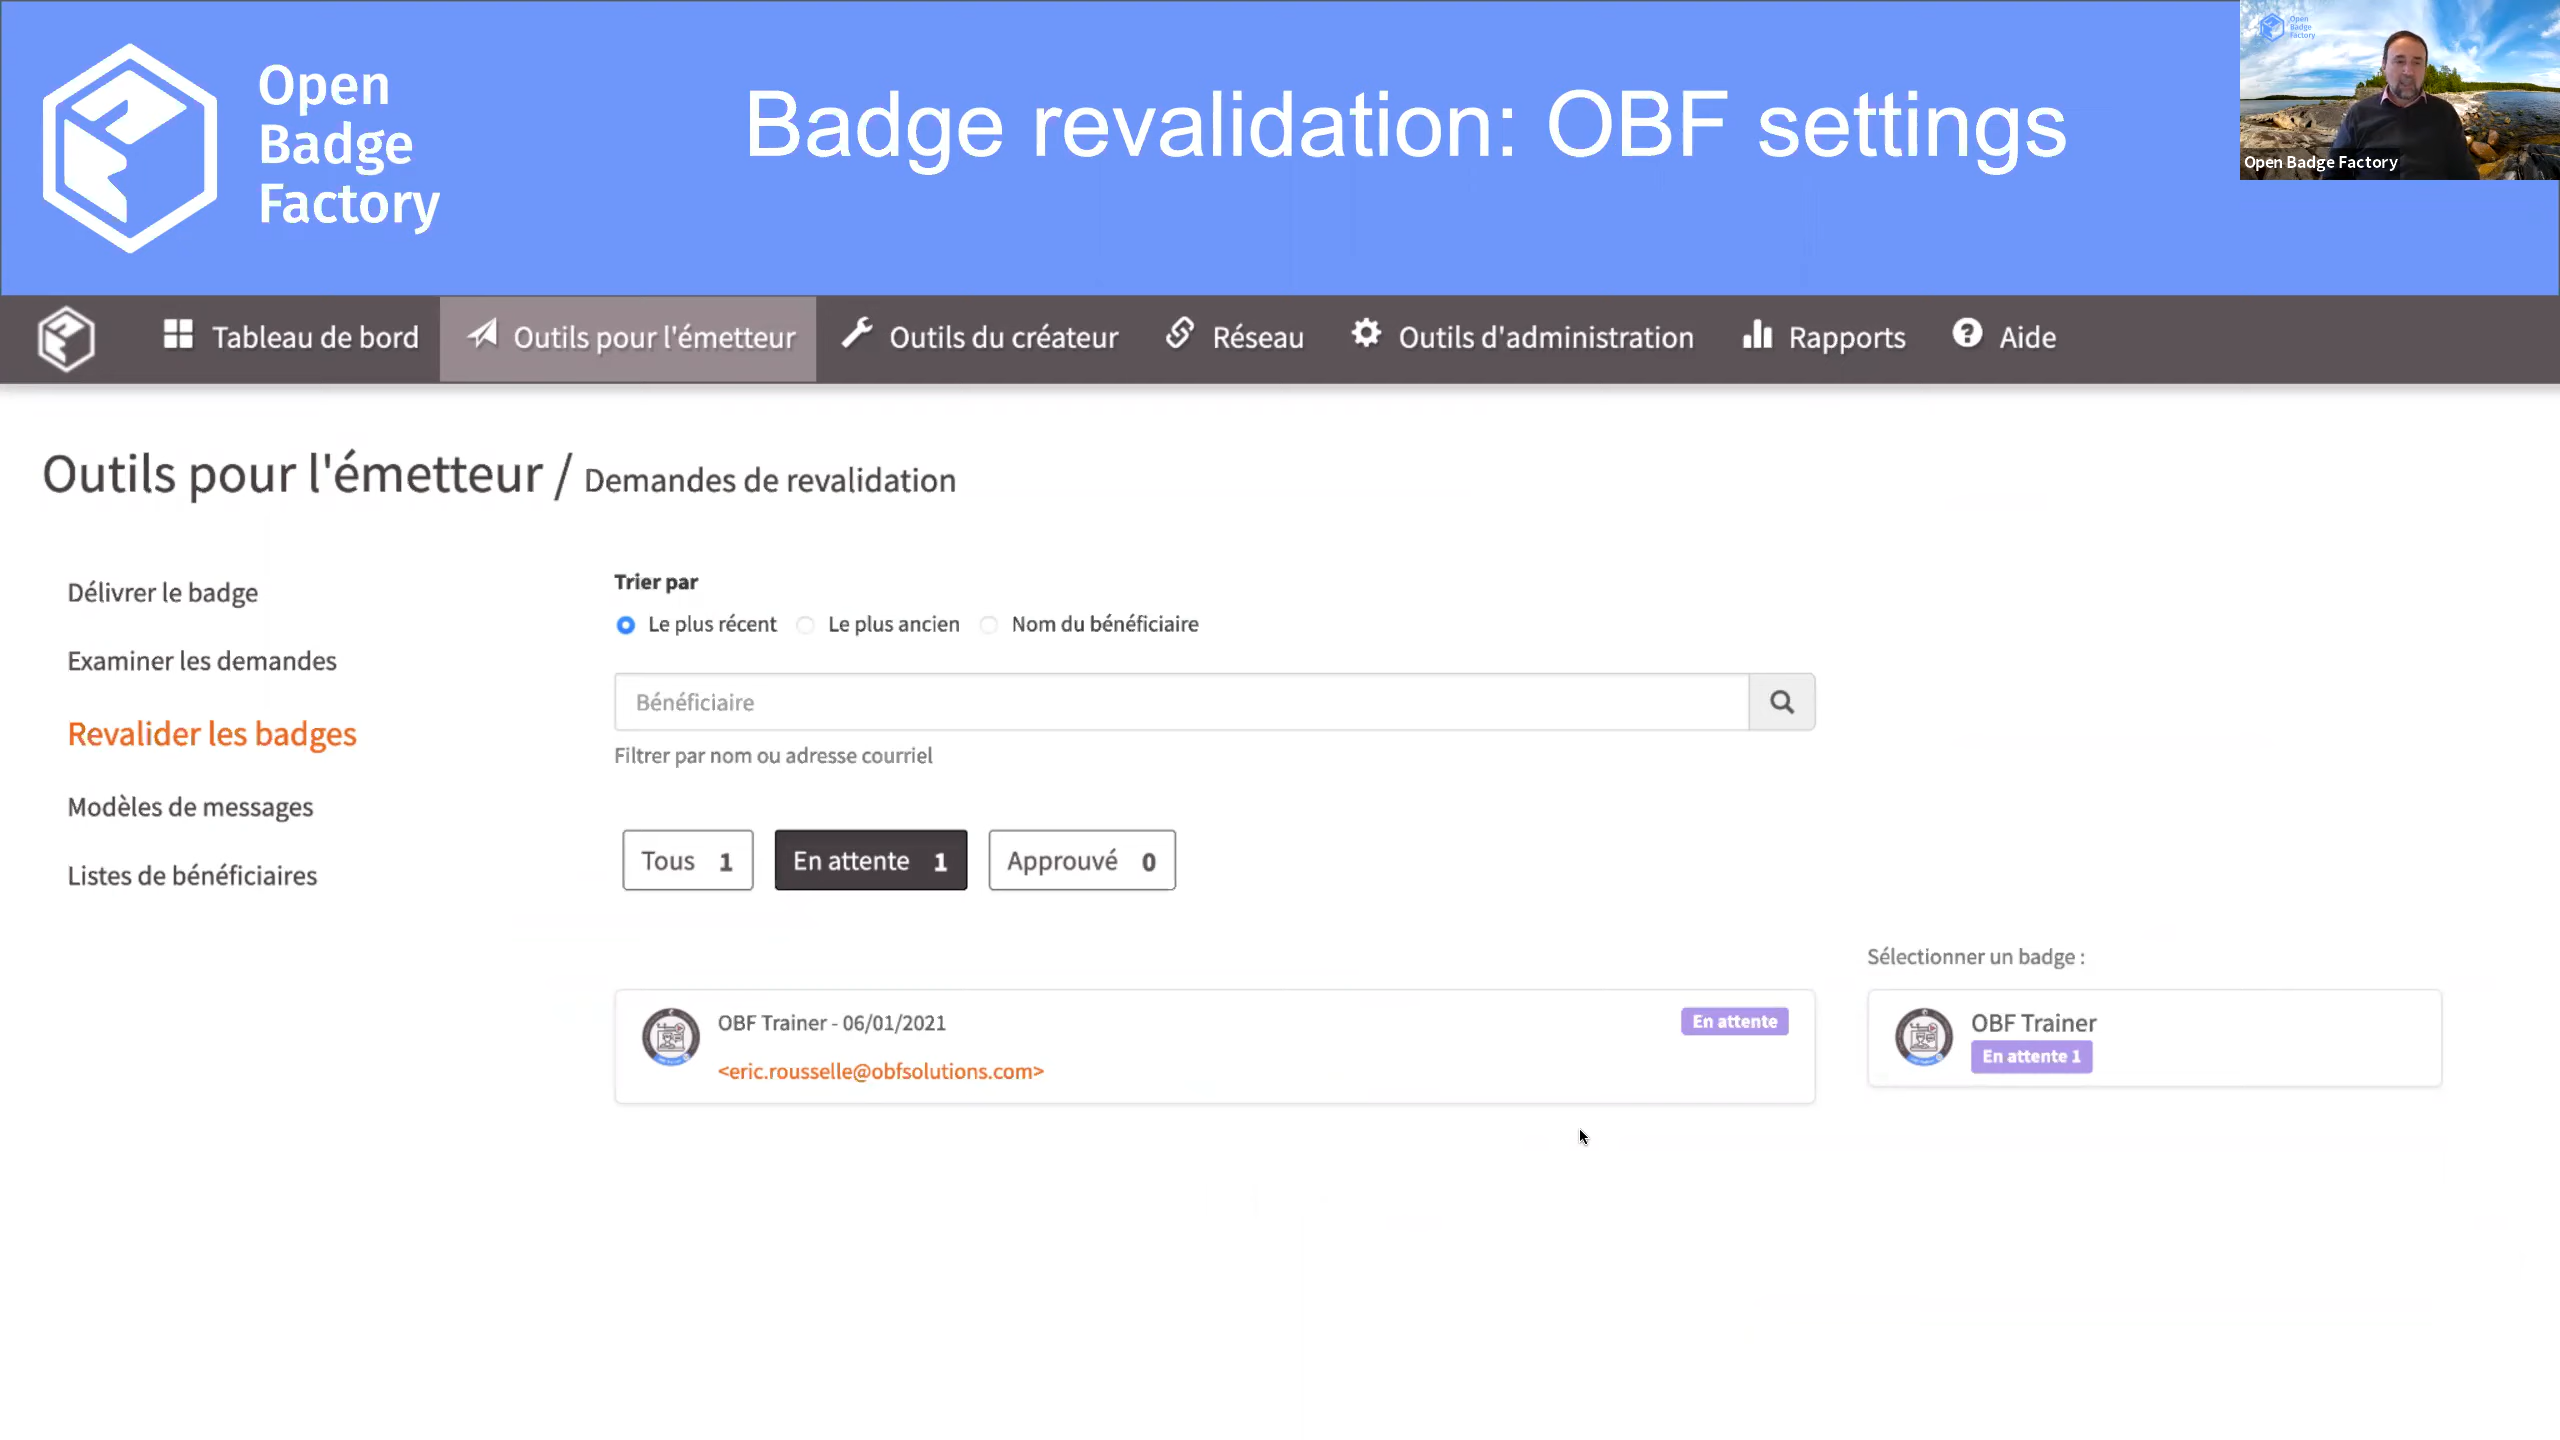 Open
Badge
Factory
Badge revalidation: OBF settings
Open
Badge
Factory
Open Badge Factory
Tableau de bord
Outils pour l'émetteur
Outils du créateur
Réseau
Outils d'administration
Rapports
Aide
Outils pour l'émetteur / Demandes de revalidation
Délivrer le badge
Examiner les demandes
Revalider les badges
Modèles de messages
Listes de bénéficiaires
Trier par
Le plus récent
Le plus ancien
Nom du bénéficiaire
Bénéficiaire
Filtrer par nom ou adresse courriel
Tous 1
En attente 1
Approuvé 0
OBF Trainer - 06/01/2021
En attente
<eric.rousselle@obfsolutions.com>
Sélectionner un badge :
OBF Trainer
En attente 1